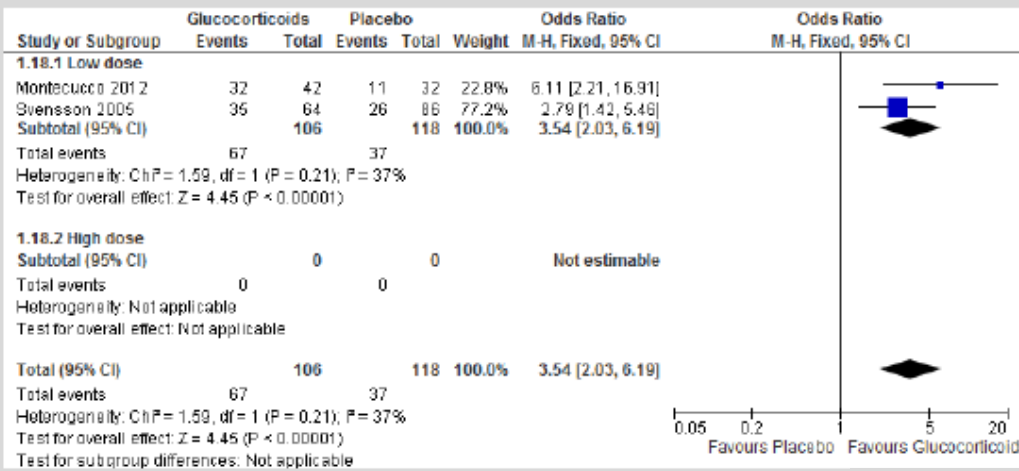 Glucocorticoids Placebo Odds Ratio Odds Ratio
Study or Subgroup Events Total Events Total Weight M-H, Fixed, 95% CI M-H, Fixed, 95% CI
1.18.1 Low dose
Montecucco 2012 32 42 11 32 22.8% 6.11 [2.21, 16.91]
Svensson 2005 35 64 26 86 77.2% 2.79 [1.42, 5.46]
Subtotal (95% CI) 106 118 100.0% 3.54 [2.03, 6.19]
Total events 67 37
Heterogeneity: Chi² = 1.59, df = 1 (P = 0.21); I² = 37%
Test for overall effect: Z = 4.45 (P < 0.00001)
1.18.2 High dose
Subtotal (95% CI) 0 0 Not estimable
Total events 0 0
Heterogeneity: Not applicable
Test for overall effect: Not applicable
Total (95% CI) 106 118 100.0% 3.54 [2.03, 6.19]
Total events 67 37
Heterogeneity: Chi² = 1.59, df = 1 (P = 0.21); I² = 37%
Test for overall effect: Z = 4.45 (P < 0.00001)
Test for subgroup differences: Not applicable
0.05 0.2 1 5 20
Favours Placebo Favours Glucocorticoid